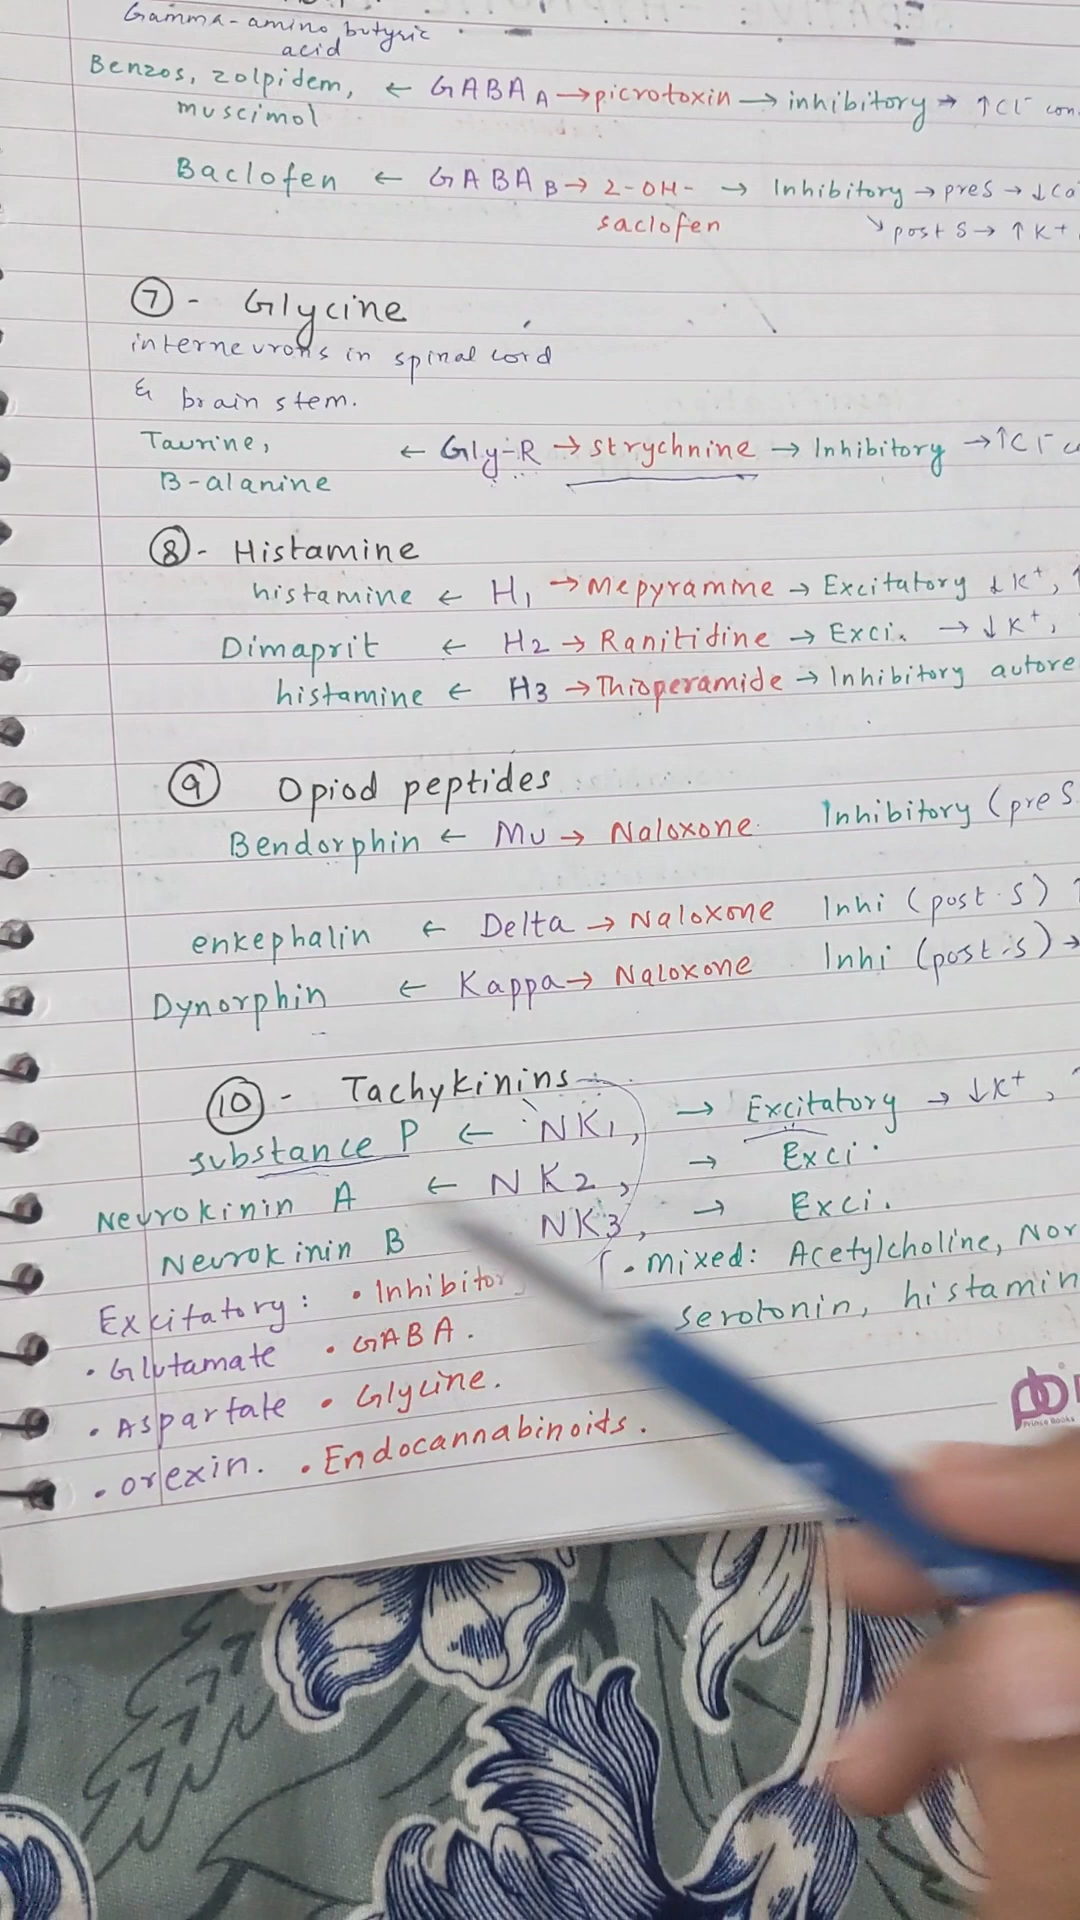 Gamma-amino butyric
acid
Benzos, zolpidem, ← GABA A → picrotoxin → inhibitory → ↑Cl⁻ con
muscimol
Baclofen ← GABA B → 2-OH- → Inhibitory → preS → ↓Ca
saclofen ↘ post S → ↑K+
⑦ - Glycine
interneurons in spinal cord
& brain stem.
Taurine, ← Gly-R → strychnine → Inhibitory → ↑Cl⁻ c
B-alanine
⑧ - Histamine
histamine ← H1 → Mepyramine → Excitatory ↓K+, ↑
Dimaprit ← H2 → Ranitidine → Exci. → ↓K+,
histamine ← H3 → Thioperamide → Inhibitory autore
⑨ Opiod peptides
Bendorphin ← Mu → Naloxone Inhibitory (pre S
enkephalin ← Delta → Naloxone Inhi (post S) ↑
Dynorphin ← Kappa → Naloxone Inhi (post-S) →
⑩ - Tachykinins
substance P ← NK1, → Excitatory → ↓K+, ↑
Neurokinin A ← NK2, → Exci.
Neurokinin B NK3, → Exci.
• mixed: Acetylcholine, Nor
serotonin, histamin
Excitatory: • Inhibitor
• Glutamate • GABA.
• Aspartate • Glycine.
• orexin. • Endocannabinoids.
Prince Books